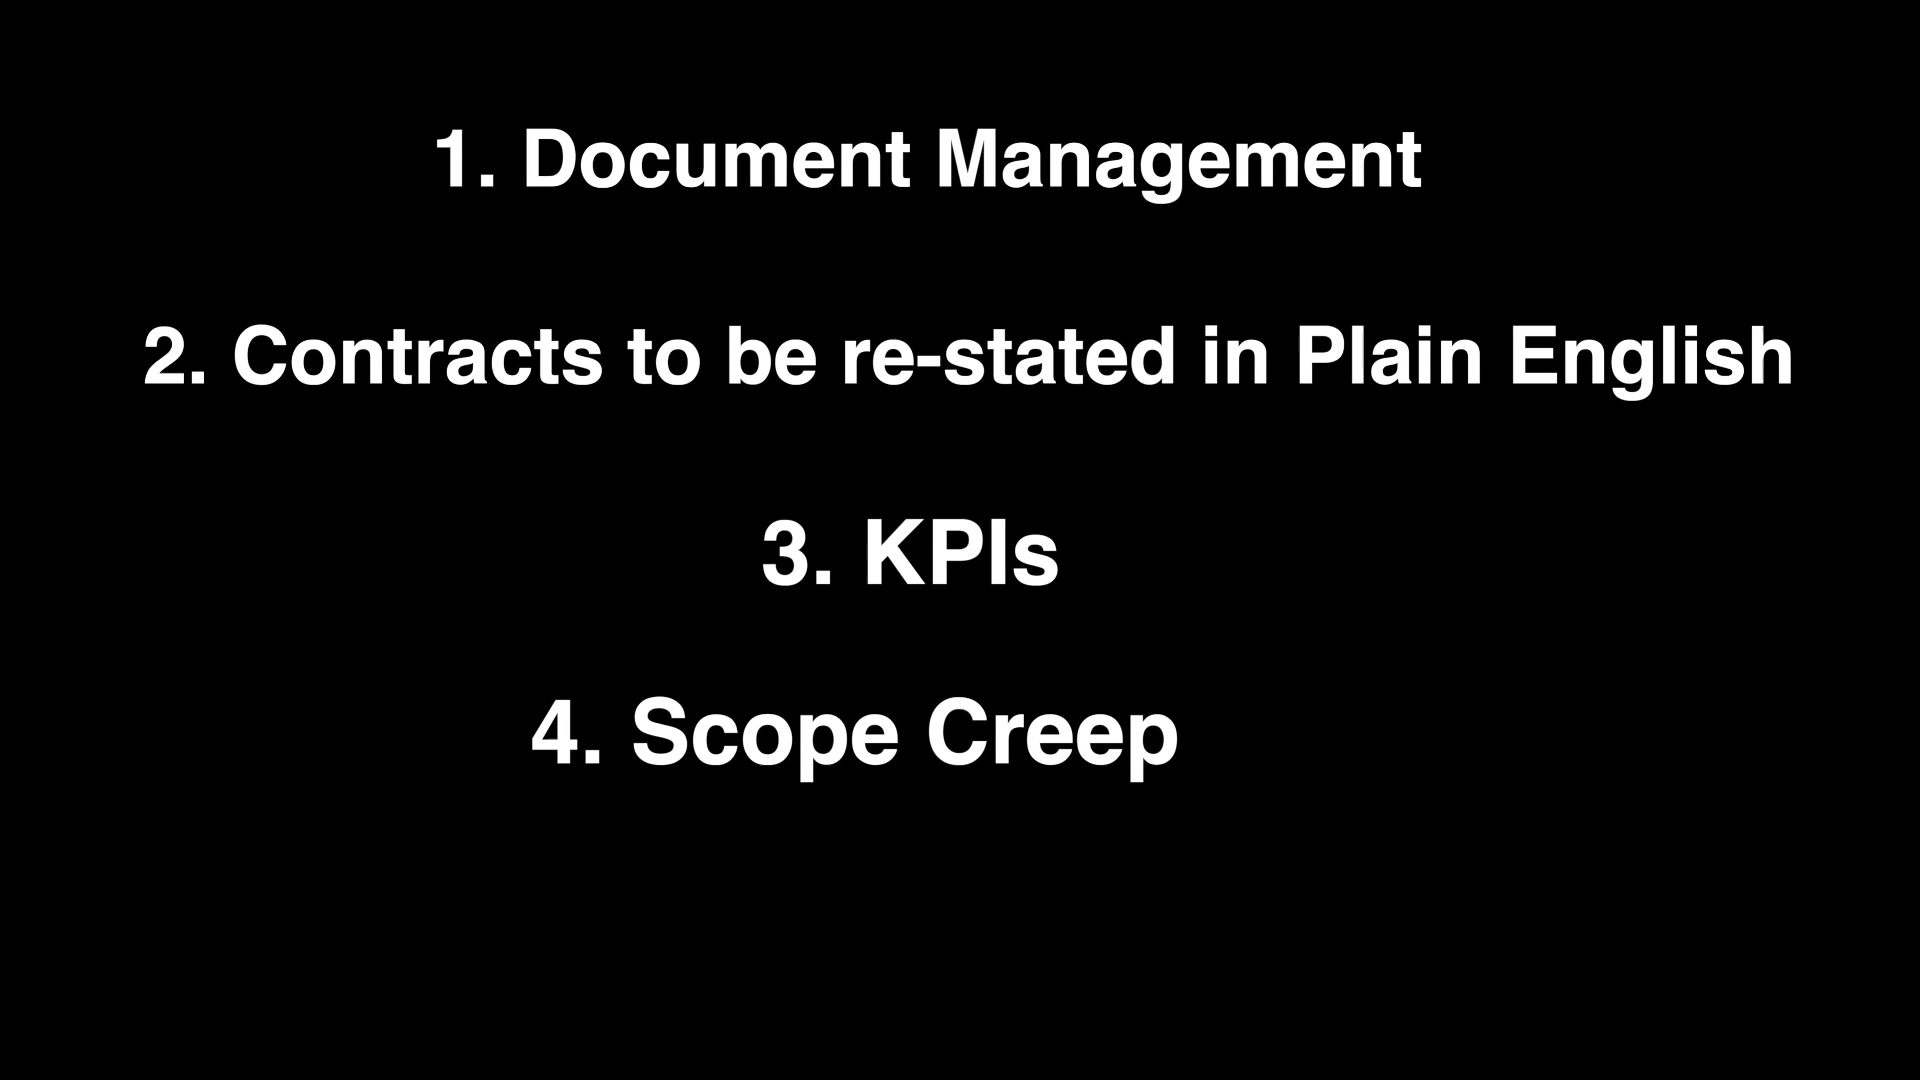 1. Document Management
2. Contracts to be re-stated in Plain English
3. KPIs
4. Scope Creep